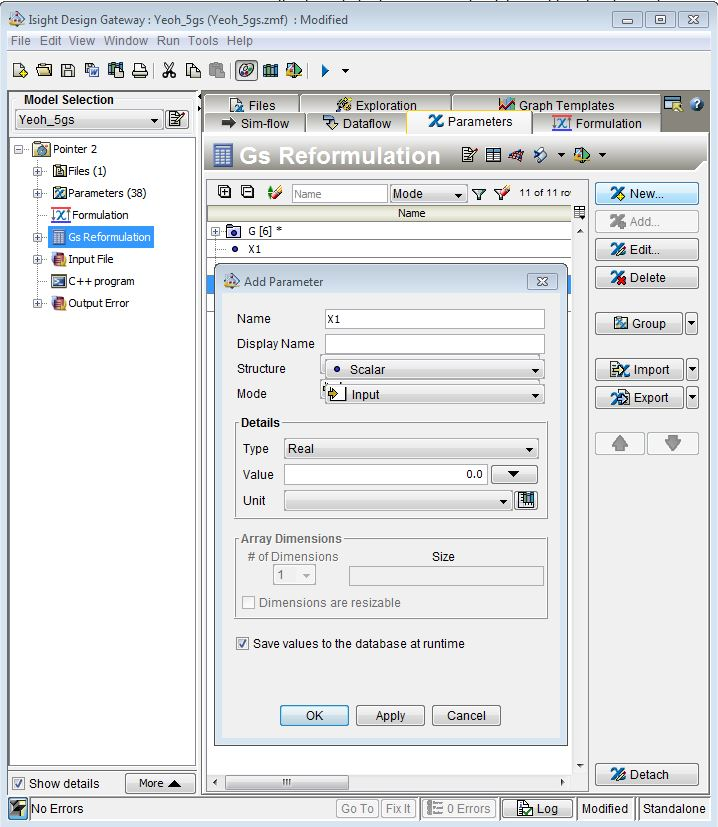 Isight Design Gateway : Yeoh_5gs (Yeoh_5gs.zmf) : Modified
File Edit View Window Run Tools Help
Model Selection
Yeoh_5gs
Pointer 2
Files (1)
Parameters (38)
Formulation
Gs Reformulation
Input File
C++ program
Output Error
Files Exploration Graph Templates
Sim-flow Dataflow Parameters Formulation
Gs Reformulation
Name Mode 11 of 11 ro
Name
G [6] *
X1
New...
Add...
Edit...
Delete
Group
Import
Export
Add Parameter
Name X1
Display Name
Structure Scalar
Mode Input
Details
Type Real
Value 0.0
Unit
Array Dimensions
# of Dimensions Size
1
Dimensions are resizable
Save values to the database at runtime
OK Apply Cancel
Detach
Show details More
No Errors Go To Fix It 0 Errors Log Modified Standalone